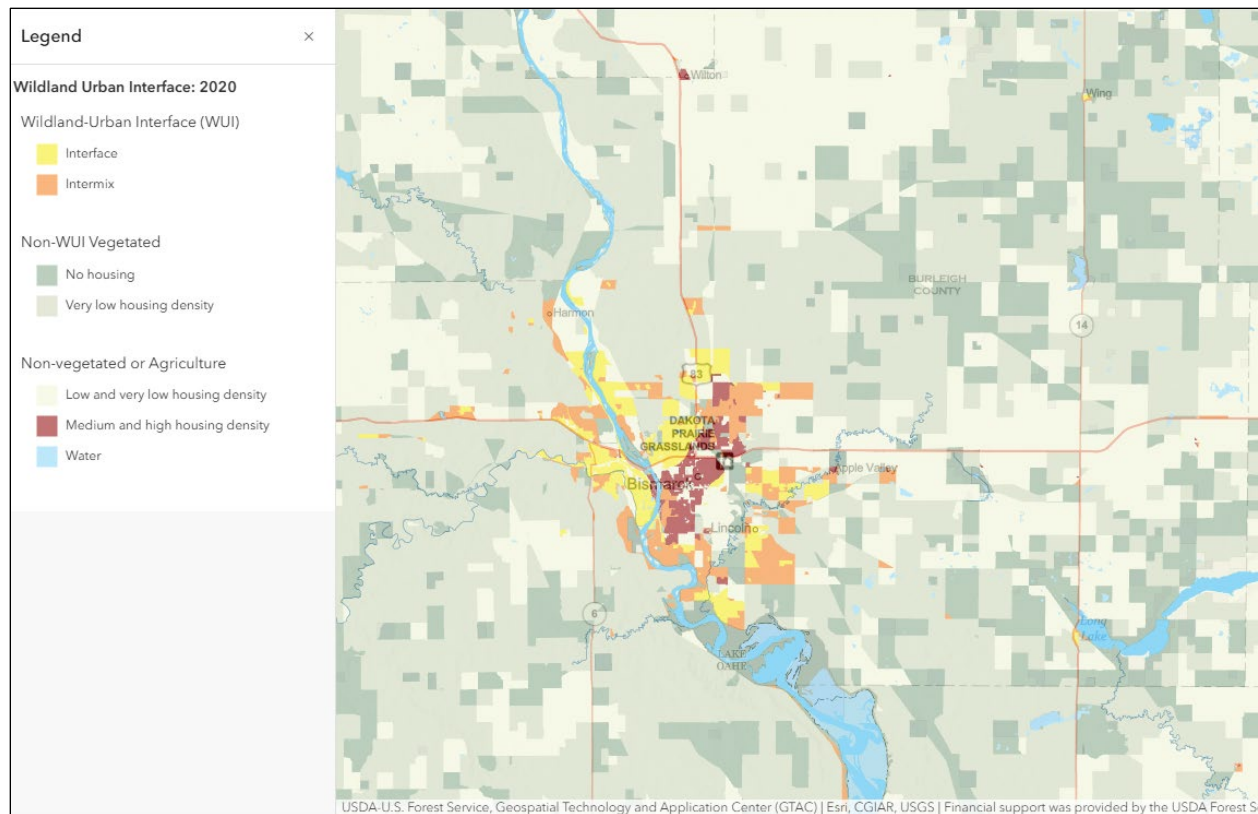 Legend
Wildland Urban Interface: 2020
Wildland-Urban Interface (WUI)
Interface
Intermix
Non-WUI Vegetated
No housing
Very low housing density
Non-vegetated or Agriculture
Low and very low housing density
Medium and high housing density
Water
Wilton
Wing
BURLEIGH
COUNTY
Harmon
14
83
DAKOTA
PRAIRIE
GRASSLANDS
Apple Valley
Bismarck
Lincoln
6
Long
Lake
LAKE
OAHE
USDA-U.S. Forest Service, Geospatial Technology and Application Center (GTAC) | Esri, CGIAR, USGS | Financial support was provided by the USDA Forest Se